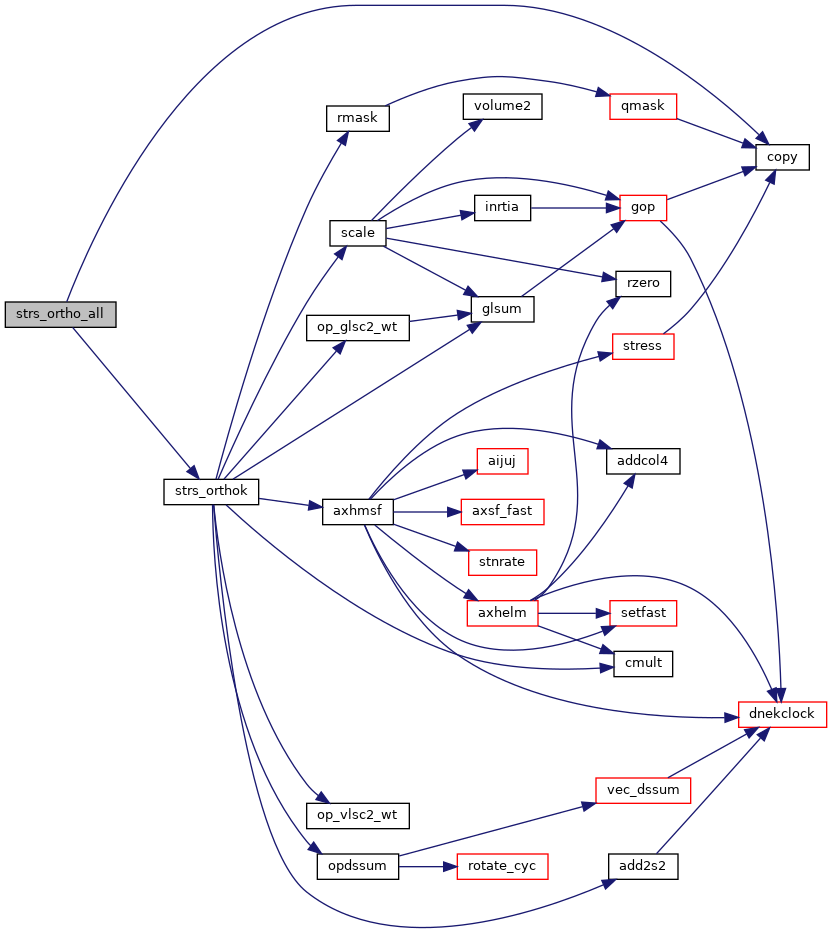 volume2
qmask
rmask
copy
inrtia
gop
scale
rzero
glsum
strs_ortho_all
op_glsc2_wt
stress
aijuj
addcol4
strs_orthok
axhmsf
axsf_fast
stnrate
axhelm
setfast
cmult
dnekclock
vec_dssum
op_vlsc2_wt
opdssum
rotate_cyc
add2s2